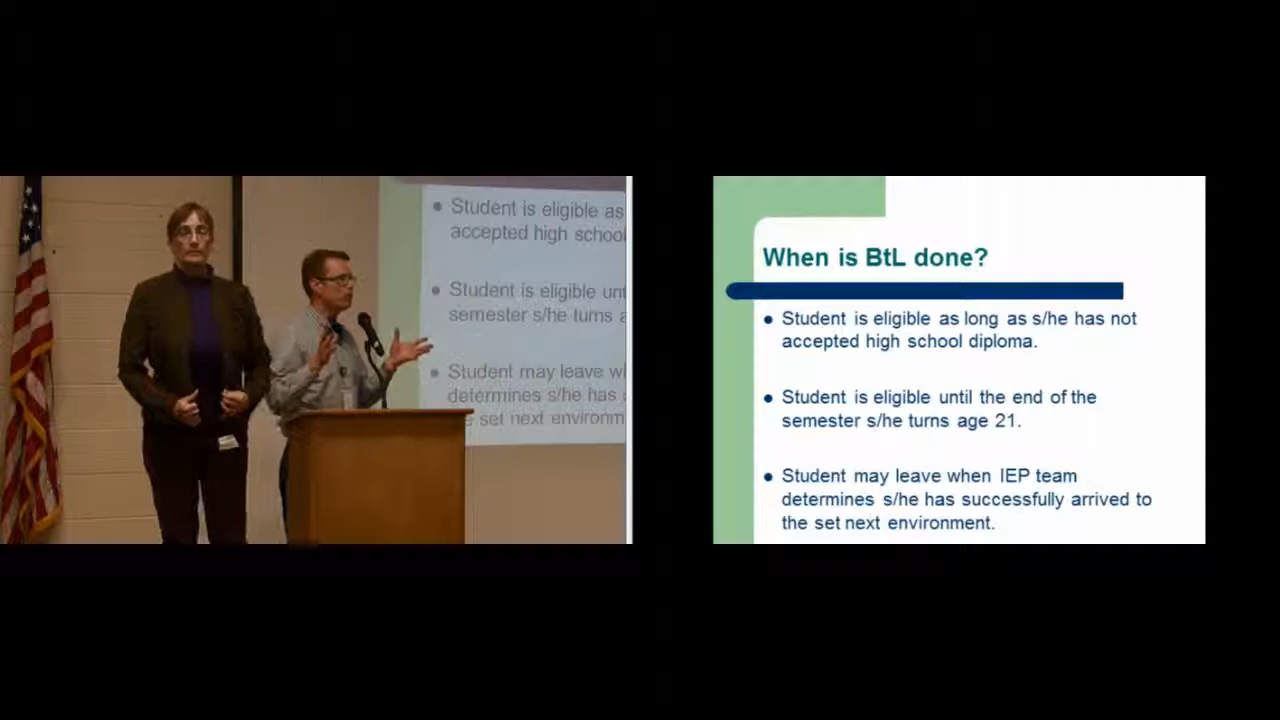 Student is eligible as
accepted high school
Student is eligible
semester s/he turns
Student may leave
determines s/he has
set next environm
When is BtL done?
Student is eligible as long as s/he has not
accepted high school diploma.
Student is eligible until the end of the
semester s/he turns age 21.
Student may leave when IEP team
determines s/he has successfully arrived to
the set next environment.